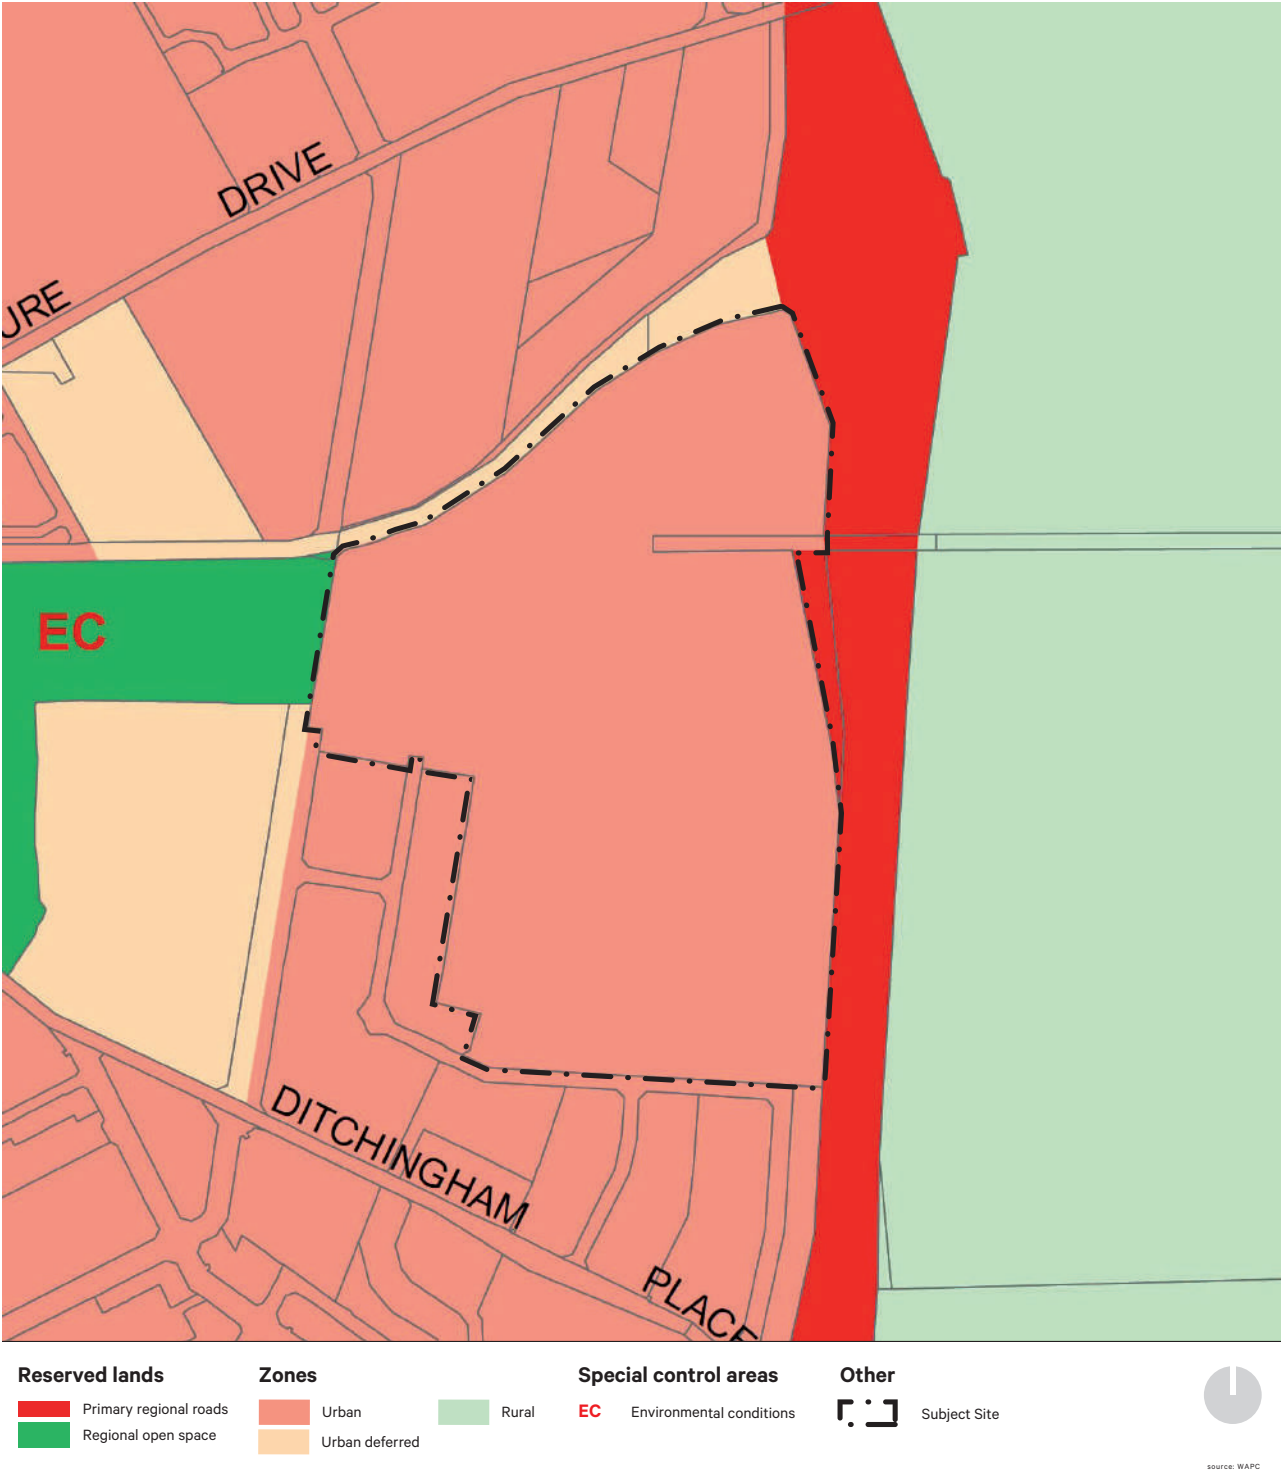 DRIVE
URE
EC
DITCHINGHAM
PLACE
Reserved lands
Primary regional roads
Regional open space
Zones
Urban
Urban deferred
Rural
Special control areas
EC Environmental conditions
Other
Subject Site
source: WAPC